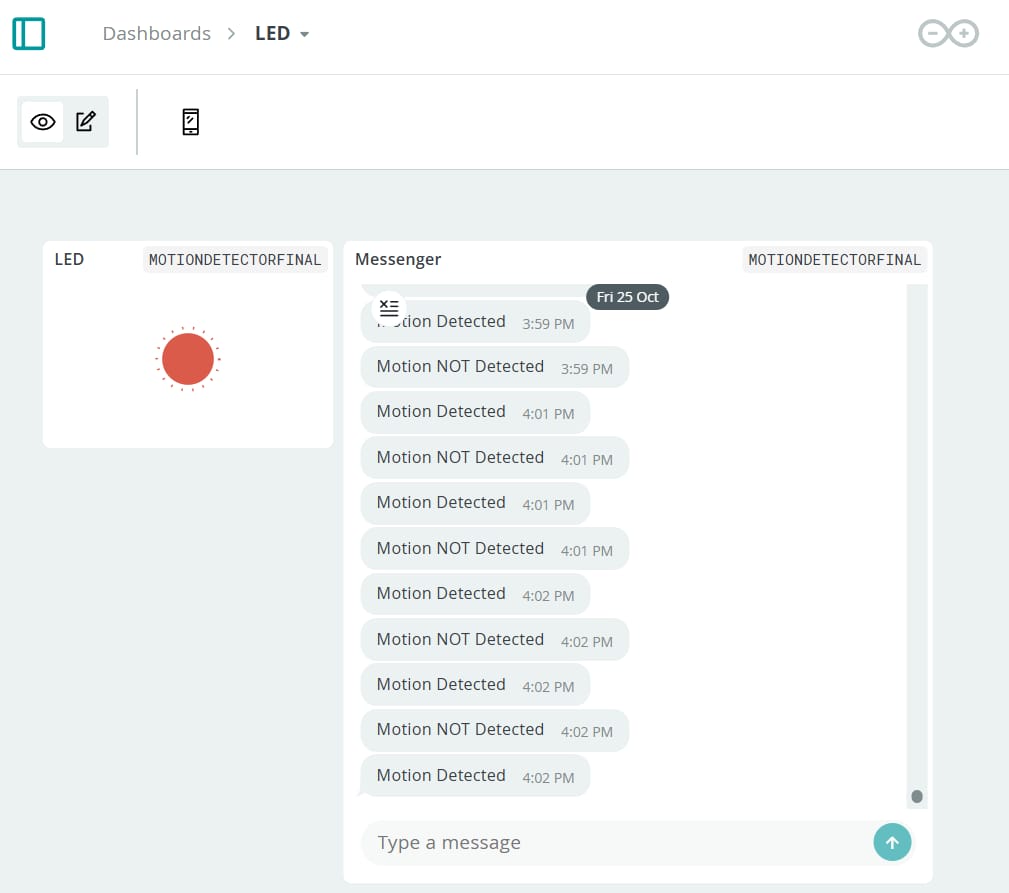 Dashboards > LED
LED MOTIONDETECTORFINAL
Messenger MOTIONDETECTORFINAL
Fri 25 Oct
Detected 3:59 PM
Motion NOT Detected 3:59 PM
Motion Detected 4:01 PM
Motion NOT Detected 4:01 PM
Motion Detected 4:01 PM
Motion NOT Detected 4:01 PM
Motion Detected 4:02 PM
Motion NOT Detected 4:02 PM
Motion Detected 4:02 PM
Motion NOT Detected 4:02 PM
Motion Detected 4:02 PM
Type a message